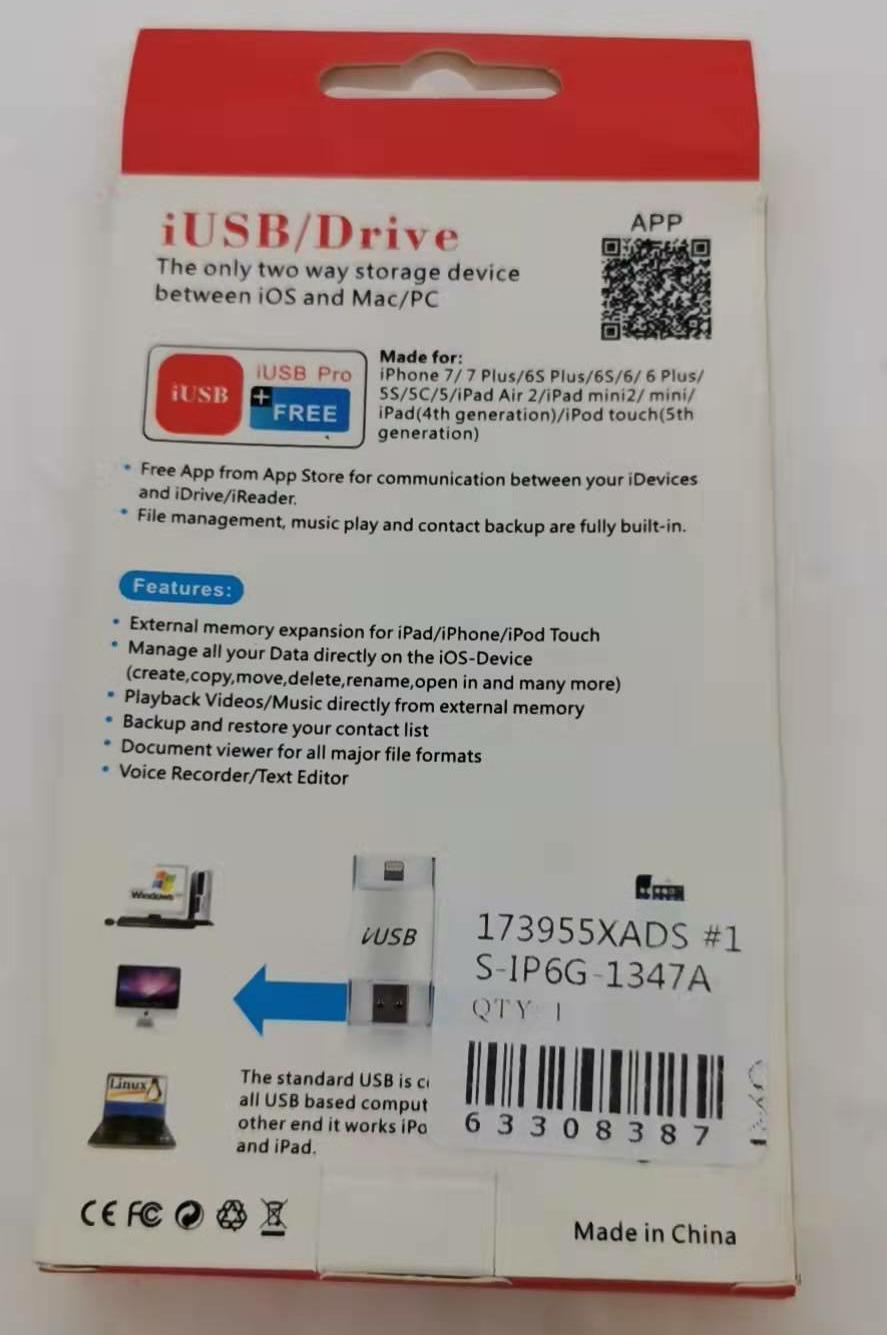 iUSB/Drive
The only two way storage device
between iOS and Mac/PC
APP
iUSB
iUSB Pro
+
FREE
Made for:
iPhone 7/ 7 Plus/6S Plus/6S/6/ 6 Plus/
5S/5C/5/iPad Air 2/iPad mini2/ mini/
iPad(4th generation)/iPod touch(5th
generation)
• Free App from App Store for communication between your iDevices
and iDrive/iReader.
• File management, music play and contact backup are fully built-in.
Features:
• External memory expansion for iPad/iPhone/iPod Touch
• Manage all your Data directly on the iOS-Device
(create,copy,move,delete,rename,open in and many more)
• Playback Videos/Music directly from external memory
• Backup and restore your contact list
• Document viewer for all major file formats
• Voice Recorder/Text Editor
Windows
iUSB
Linux
The standard USB is c
all USB based comput
other end it works iPo
and iPad.
173955XADS #1
S-IP6G-1347A
QTY: 1
63308387
CE FC
Made in China